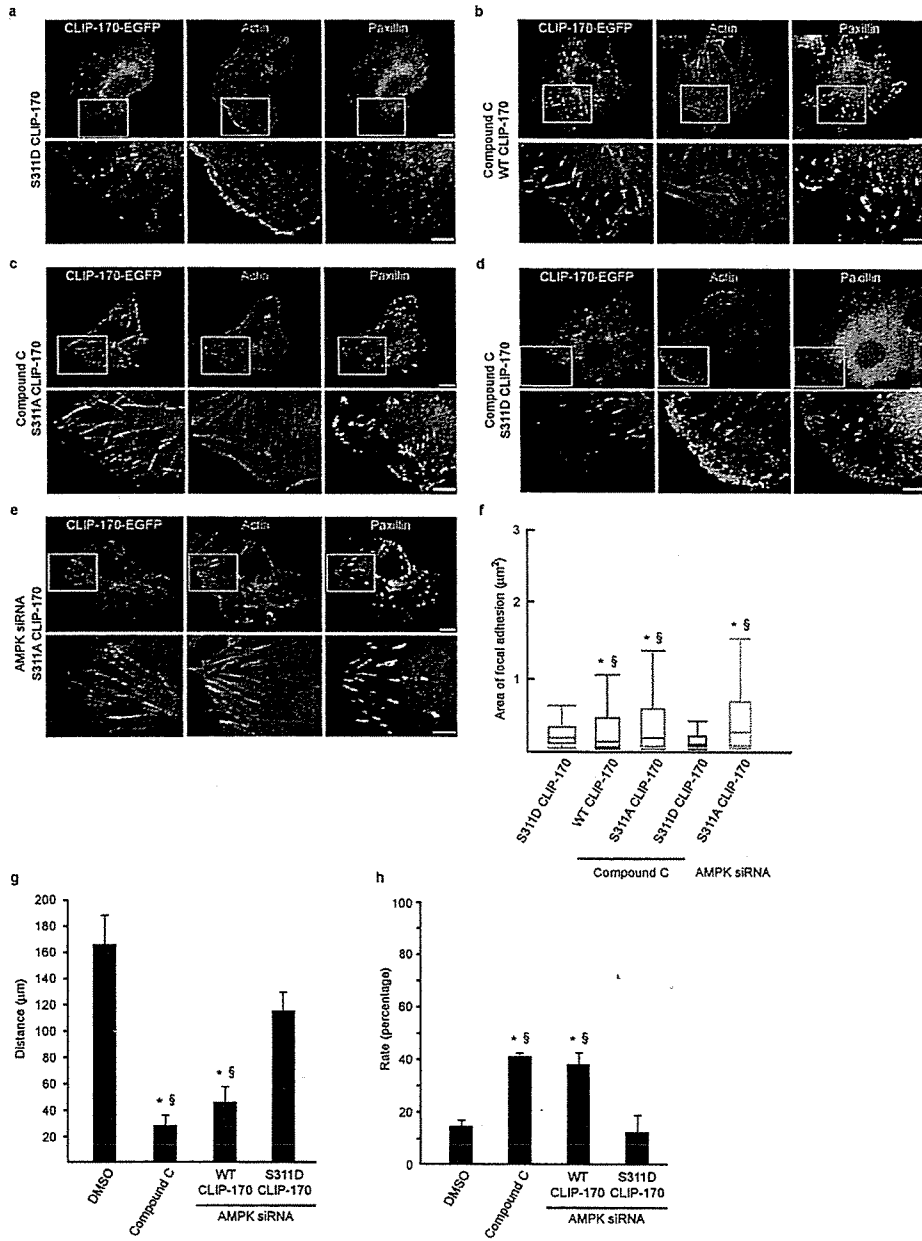 a
CLIP-170-EGFP Actin Paxillin
S311D CLIP-170
b
CLIP-170-EGFP Actin Paxillin
Compound C
WT CLIP-170
c
CLIP-170-EGFP Actin Paxillin
Compound C
S311A CLIP-170
d
CLIP-170-EGFP Actin Paxillin
Compound C
S311D CLIP-170
e
CLIP-170-EGFP Actin Paxillin
AMPK siRNA
S311A CLIP-170
f
Area of focal adhesion (µm²)
3
2
1
* § * § * §
S311D CLIP-170
WT CLIP-170
S311A CLIP-170
S311D CLIP-170
S311A CLIP-170
Compound C AMPK siRNA
g
Distance (µm)
200
180
160
140
120
100
80
60
40
20
* § * §
DMSO
Compound C
WT CLIP-170
S311D CLIP-170
AMPK siRNA
h
Rate (percentage)
100
80
60
40
20
0
* § * §
DMSO
Compound C
WT CLIP-170
S311D CLIP-170
AMPK siRNA